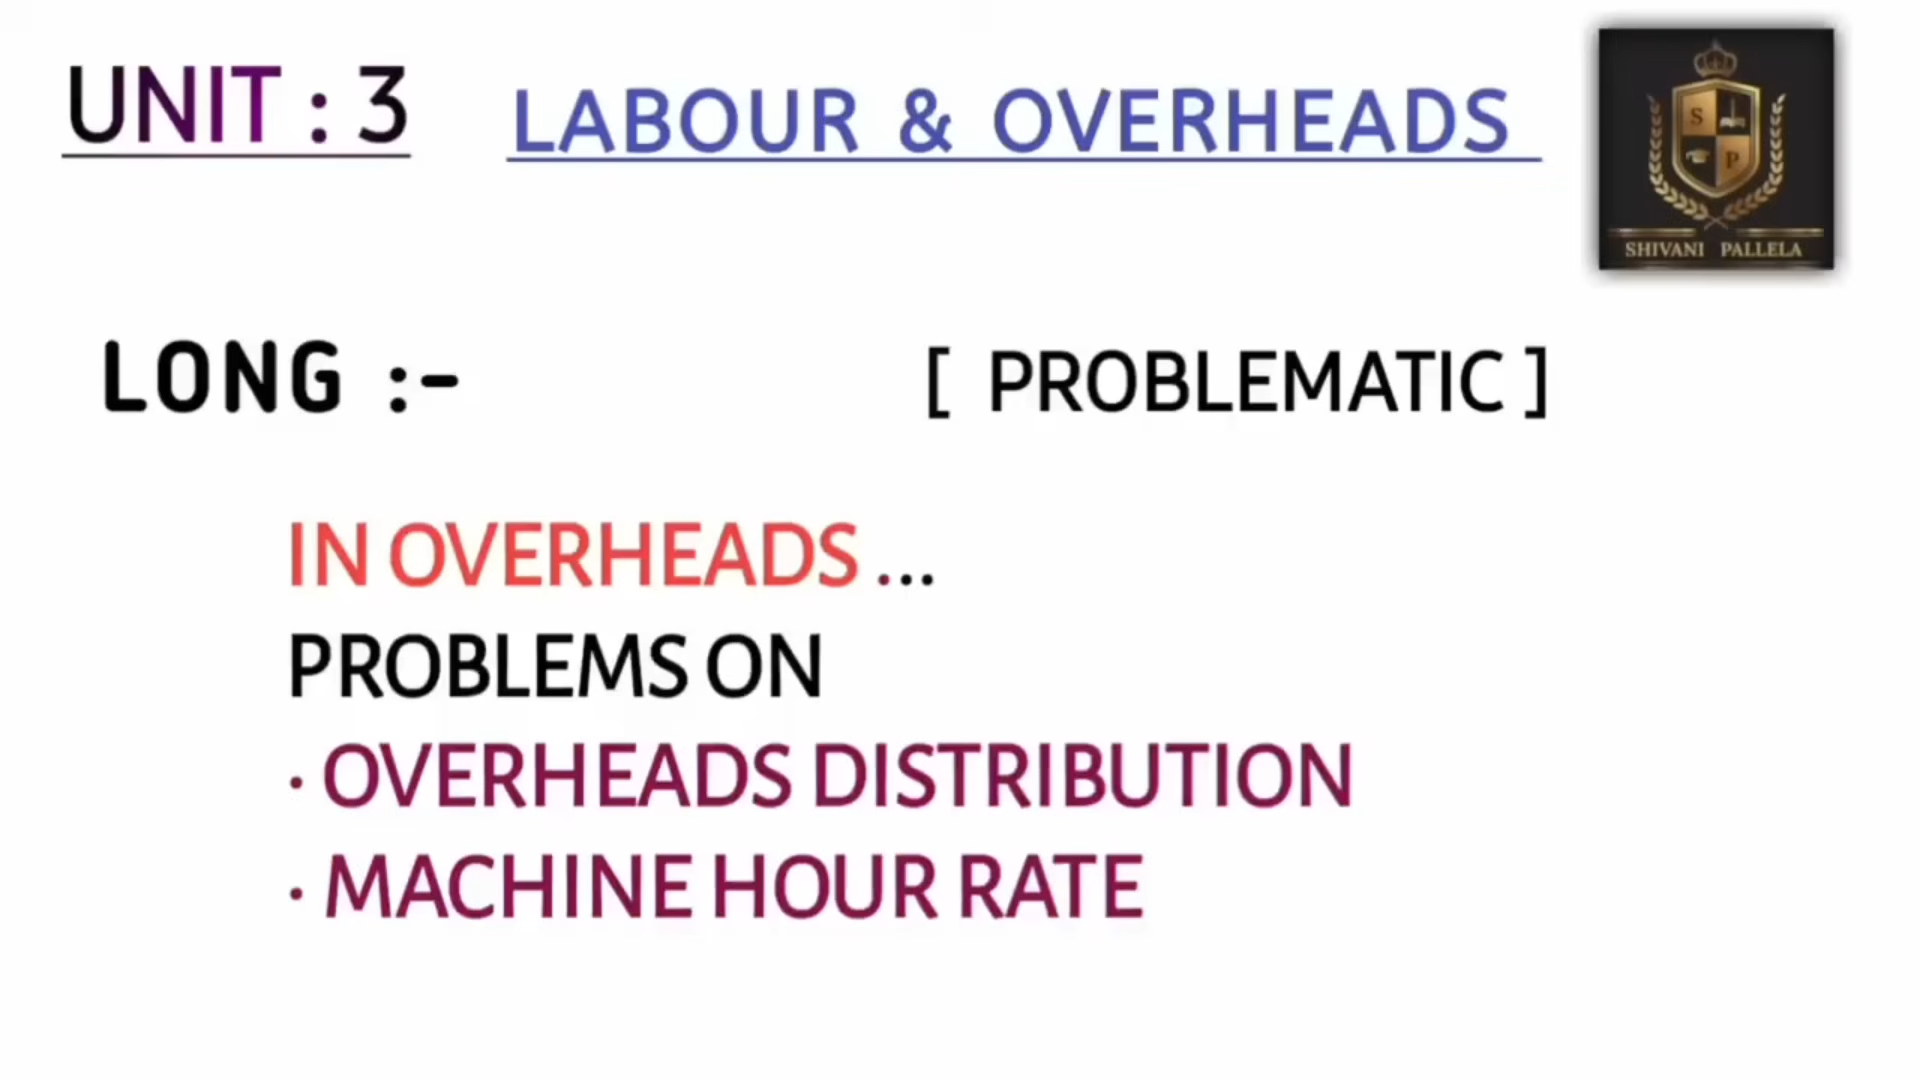 UNIT : 3
LABOUR & OVERHEADS
S
P
SHIVANI PALLELA
LONG :-
[ PROBLEMATIC ]
IN OVERHEADS ...
PROBLEMS ON
· OVERHEADS DISTRIBUTION
· MACHINE HOUR RATE